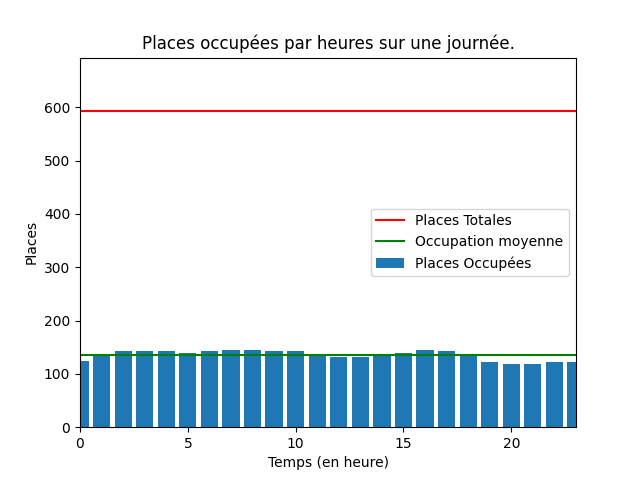 Places occupées par heures sur une journée.
600
500
400
300
200
100
0
Places
Places Totales
Occupation moyenne
Places Occupées
0 5 10 15 20
Temps (en heure)